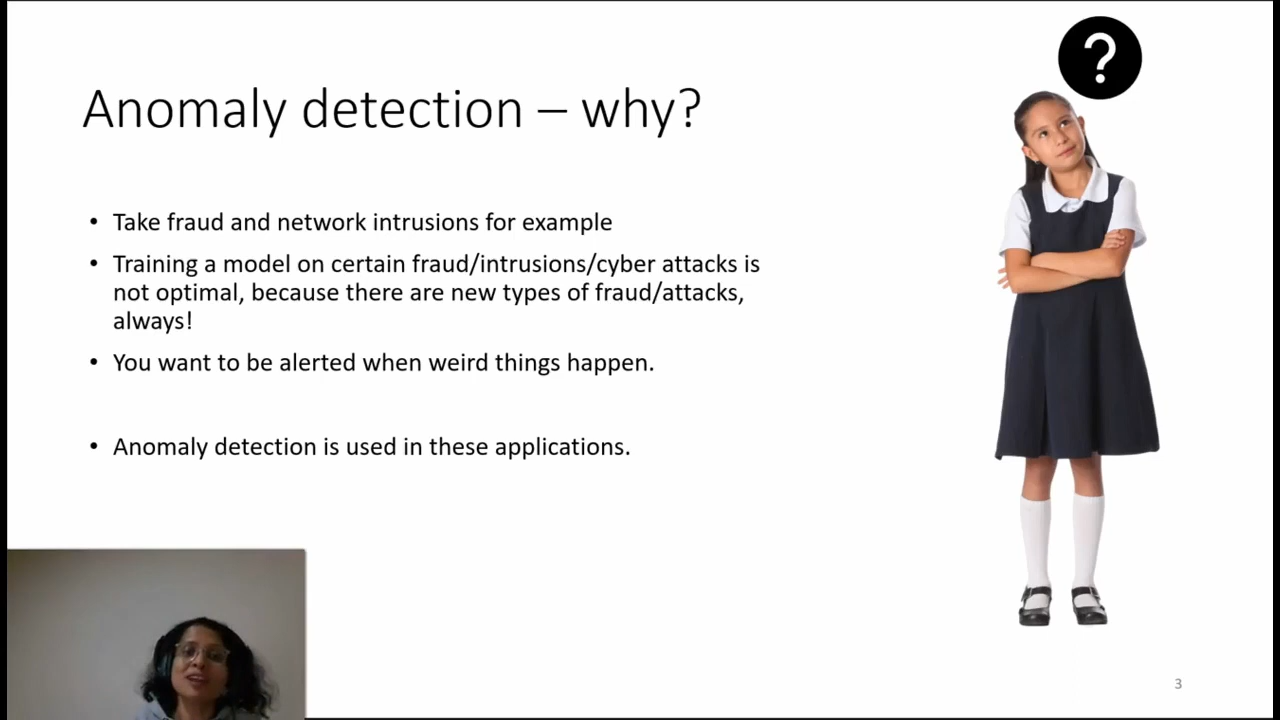 Anomaly detection – why?
• Take fraud and network intrusions for example
• Training a model on certain fraud/intrusions/cyber attacks is
not optimal, because there are new types of fraud/attacks,
always!
• You want to be alerted when weird things happen.
• Anomaly detection is used in these applications.
?
3